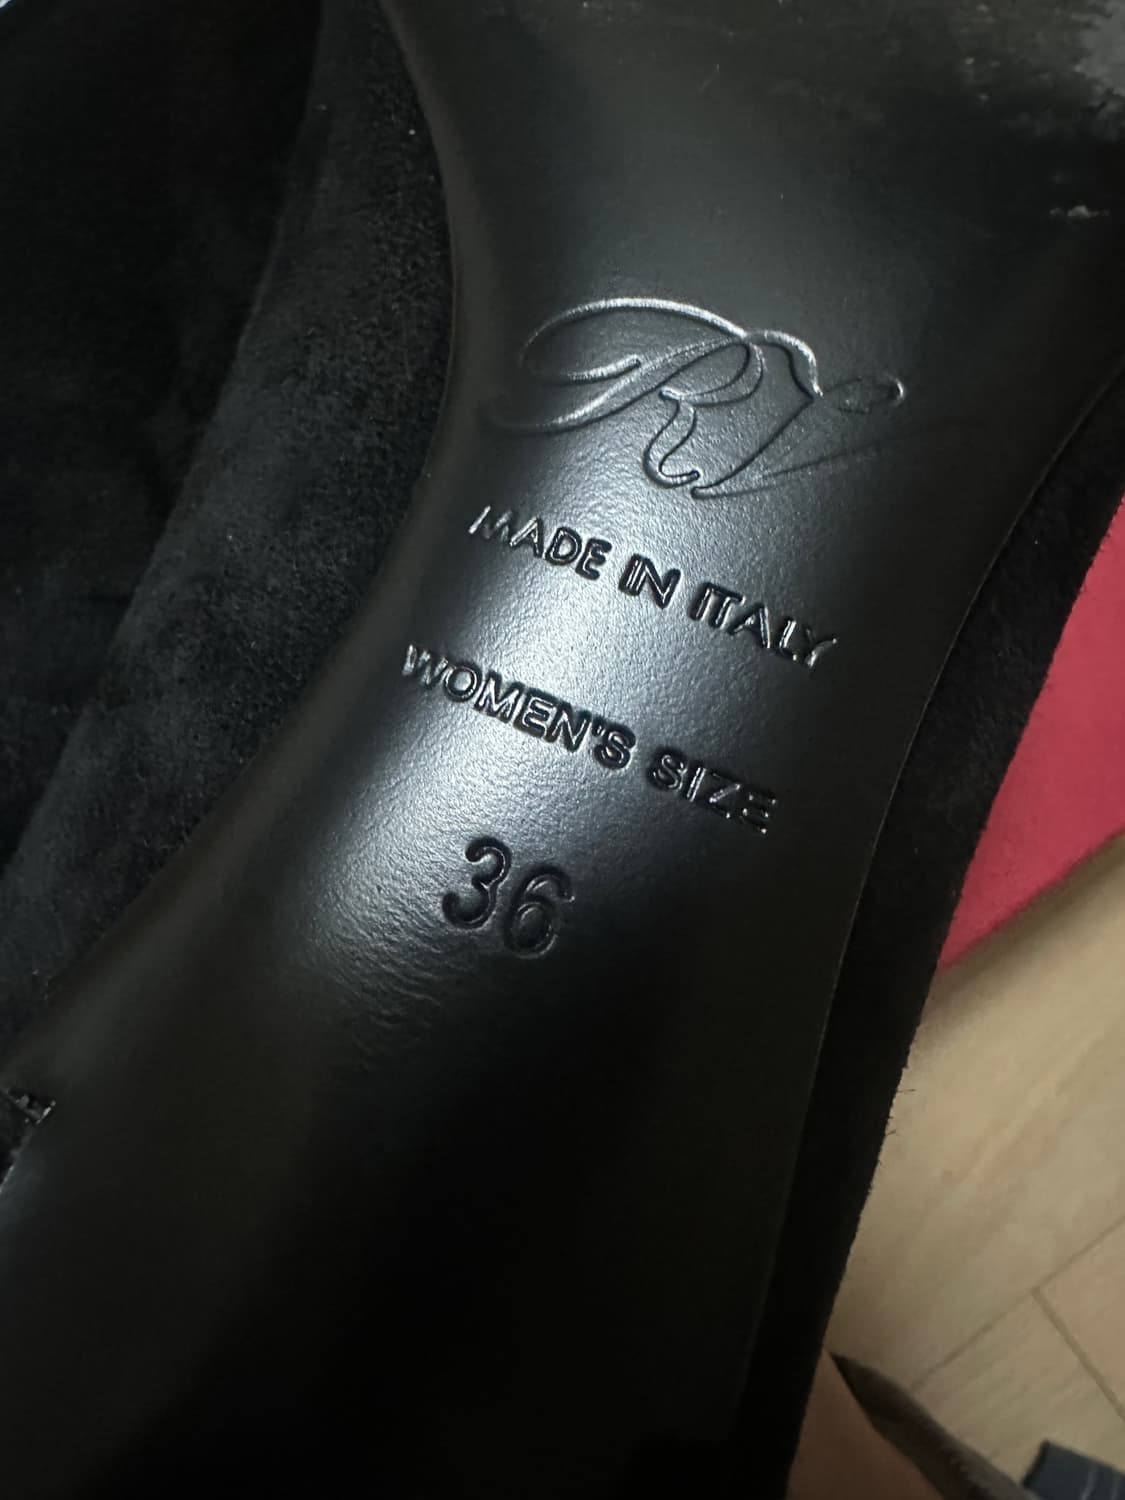 RV
MADE IN ITALY
WOMEN'S SIZE
36